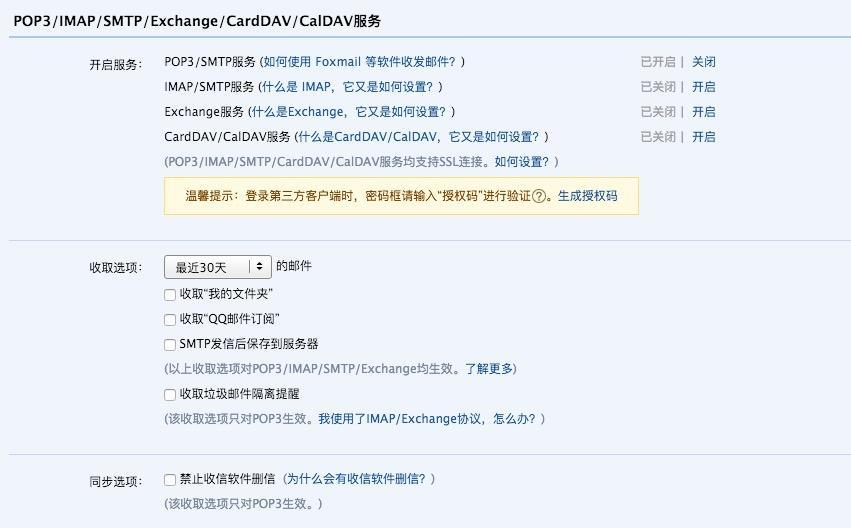 POP3/IMAP/SMTP/Exchange/CardDAV/CalDAV服务
开启服务： POP3/SMTP服务 (如何使用 Foxmail 等软件收发邮件？) 已开启 | 关闭
IMAP/SMTP服务 (什么是 IMAP，它又是如何设置？) 已关闭 | 开启
Exchange服务 (什么是Exchange，它又是如何设置？) 已关闭 | 开启
CardDAV/CalDAV服务 (什么是CardDAV/CalDAV，它又是如何设置？) 已关闭 | 开启
(POP3/IMAP/SMTP/CardDAV/CalDAV服务均支持SSL连接。如何设置？)
温馨提示：登录第三方客户端时，密码框请输入“授权码”进行验证?。生成授权码
收取选项： 最近30天 的邮件
收取“我的文件夹”
收取“QQ邮件订阅”
SMTP发信后保存到服务器
(以上收取选项对POP3/IMAP/SMTP/Exchange均生效。了解更多)
收取垃圾邮件隔离提醒
(该收取选项只对POP3生效。我使用了IMAP/Exchange协议，怎么办？)
同步选项： 禁止收信软件删信 (为什么会有收信软件删信？)
(该收取选项只对POP3生效。)